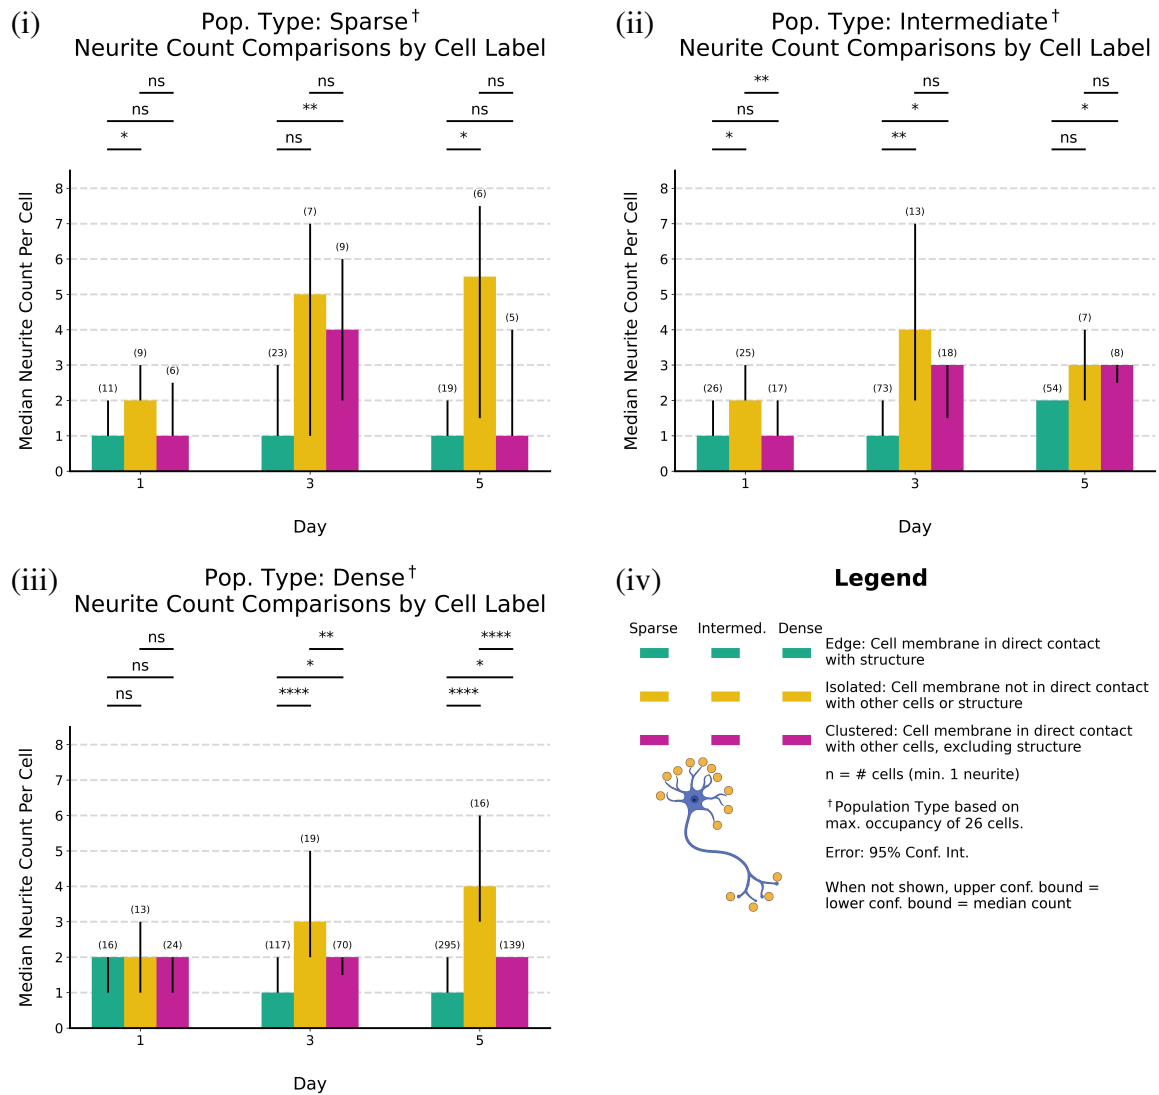 (i)
Pop. Type: Sparse†
Neurite Count Comparisons by Cell Label
ns
ns
*
ns
**
ns
ns
ns
*
Median Neurite Count Per Cell
8
7
6
5
4
3
2
1
0
(11)
(9)
(6)
(23)
(7)
(9)
(19)
(6)
(5)
1
3
5
Day
(ii)
Pop. Type: Intermediate†
Neurite Count Comparisons by Cell Label
**
ns
*
ns
*
**
ns
*
ns
Median Neurite Count Per Cell
8
7
6
5
4
3
2
1
0
(26)
(25)
(17)
(73)
(13)
(18)
(54)
(7)
(8)
1
3
5
Day
(iii)
Pop. Type: Dense†
Neurite Count Comparisons by Cell Label
ns
ns
ns
**
*
****
****
*
****
Median Neurite Count Per Cell
8
7
6
5
4
3
2
1
0
(16)
(13)
(24)
(117)
(19)
(70)
(295)
(16)
(139)
1
3
5
Day
(iv)
Legend
Sparse Intermed. Dense
Edge: Cell membrane in direct contact
with structure
Isolated: Cell membrane not in direct contact
with other cells or structure
Clustered: Cell membrane in direct contact
with other cells, excluding structure
n = # cells (min. 1 neurite)
†Population Type based on
max. occupancy of 26 cells.
Error: 95% Conf. Int.
When not shown, upper conf. bound =
lower conf. bound = median count